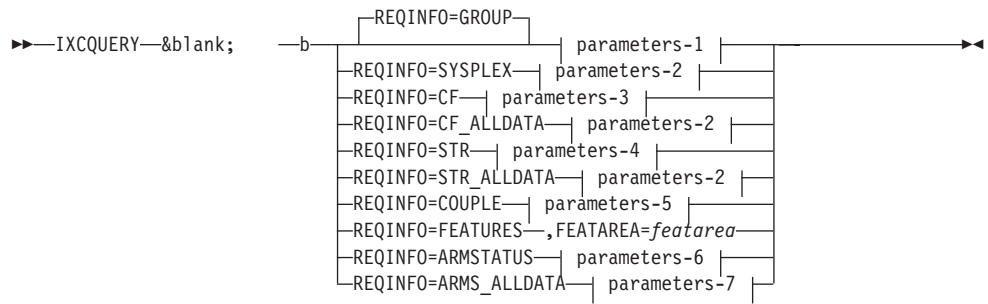 REQINFO=GROUP
IXCQUERY &blank; b parameters-1
REQINFO=SYSPLEX parameters-2
REQINFO=CF parameters-3
REQINFO=CF_ALLDATA parameters-2
REQINFO=STR parameters-4
REQINFO=STR_ALLDATA parameters-2
REQINFO=COUPLE parameters-5
REQINFO=FEATURES ,FEATAREA=featarea
REQINFO=ARMSTATUS parameters-6
REQINFO=ARMS_ALLDATA parameters-7